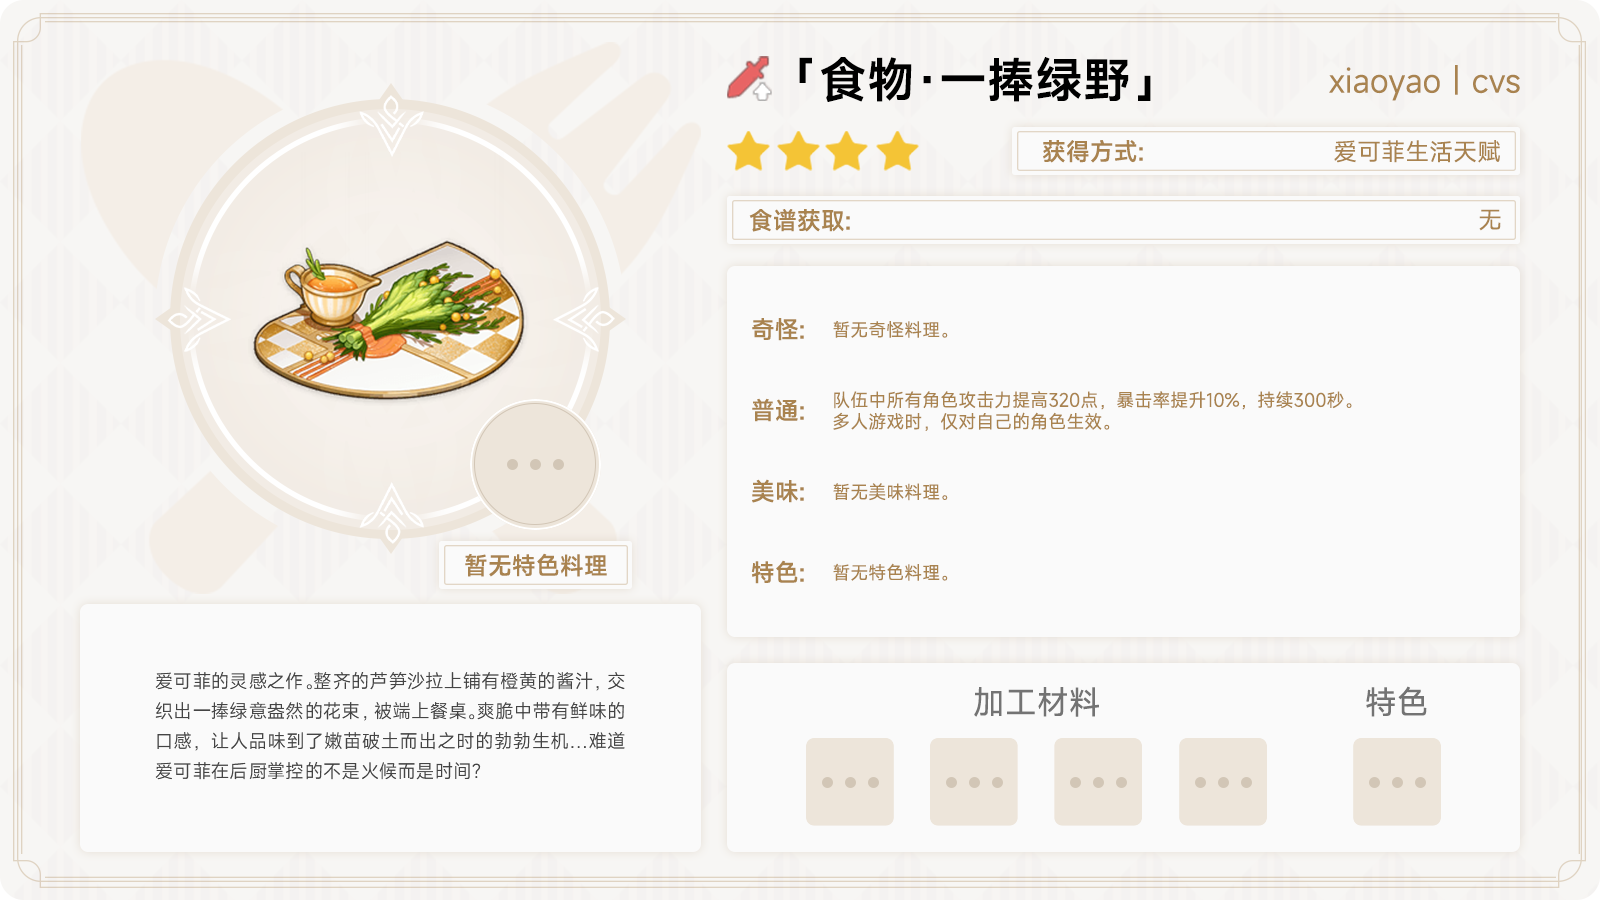 「食物·一捧绿野」
xiaoyao | cvs
获得方式: 爱可菲生活天赋
食谱获取: 无
奇怪: 暂无奇怪料理。
普通: 队伍中所有角色攻击力提高320点，暴击率提升10%，持续300秒。
多人游戏时，仅对自己的角色生效。
美味: 暂无美味料理。
特色: 暂无特色料理。
暂无特色料理
爱可菲的灵感之作。整齐的芦笋沙拉上铺有橙黄的酱汁，交
织出一捧绿意盎然的花束，被端上餐桌。爽脆中带有鲜味的
口感，让人品味到了嫩苗破土而出之时的勃勃生机…难道
爱可菲在后厨掌控的不是火候而是时间?
加工材料
特色